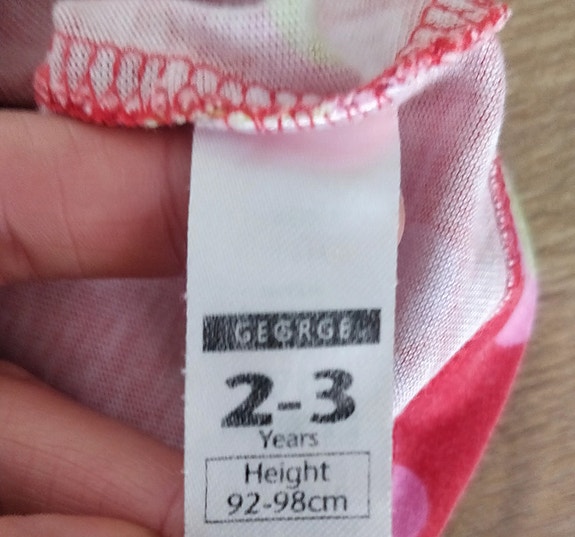 GEORGE.
2-3
Years
Height
92-98cm